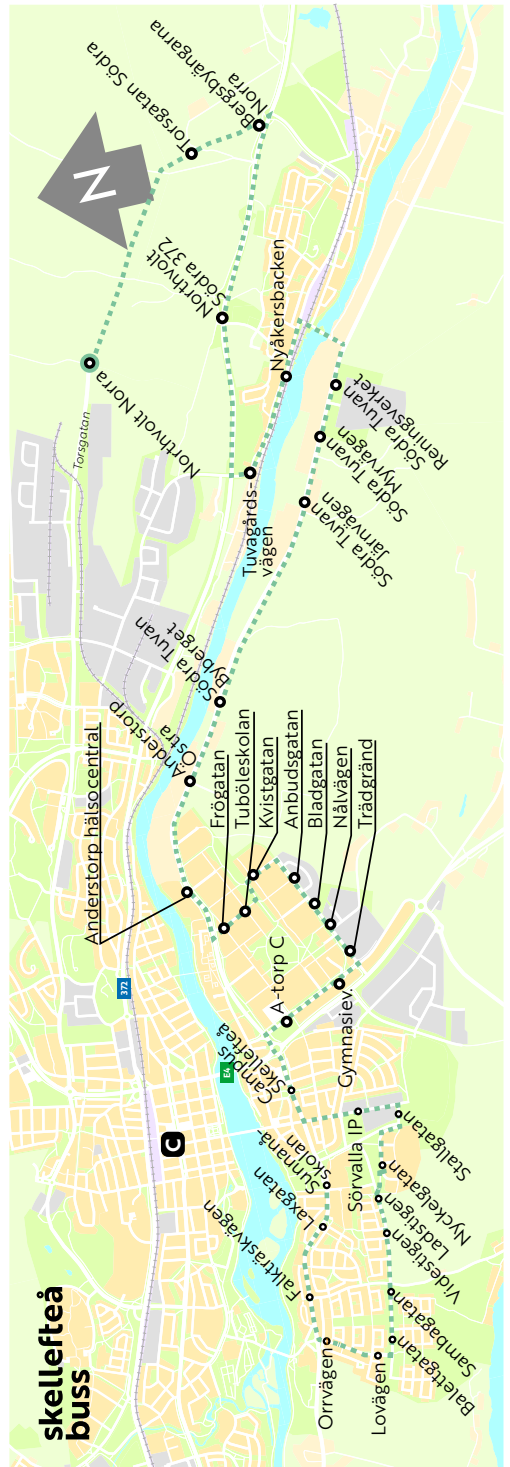 Bergsbyängarna
Norra
Torsgatan Södra
N
Northvolt
Södra 372
Nyåkersbacken
Northvolt Norra
Torsgatan
Södra Tuvan
Reningsverket
Södra Tuvan
Myrvägen
Södra Tuvan
Järnvägen
Tuvagårds-
vägen
Södra Tuvan
Byberget
Anderstorp
Östra
Anderstorp hälsocentral
Frögatan
Tuböleskolan
Kvistgatan
Anbudsgatan
Bladgatan
Nålvägen
Trädgränd
372
A-torp C
Gymnasiev.
E4
Campus
Skellefteå
C
Sunnanå-
skolan
Sörvalla IP
Stallgatan
Laxgatan
Nyckelgatan
Ladstigen
Videstigen
Falkträskvägen
Sambagatan
Balettgatan
Orrvägen
Lovägen
skellefteå
buss